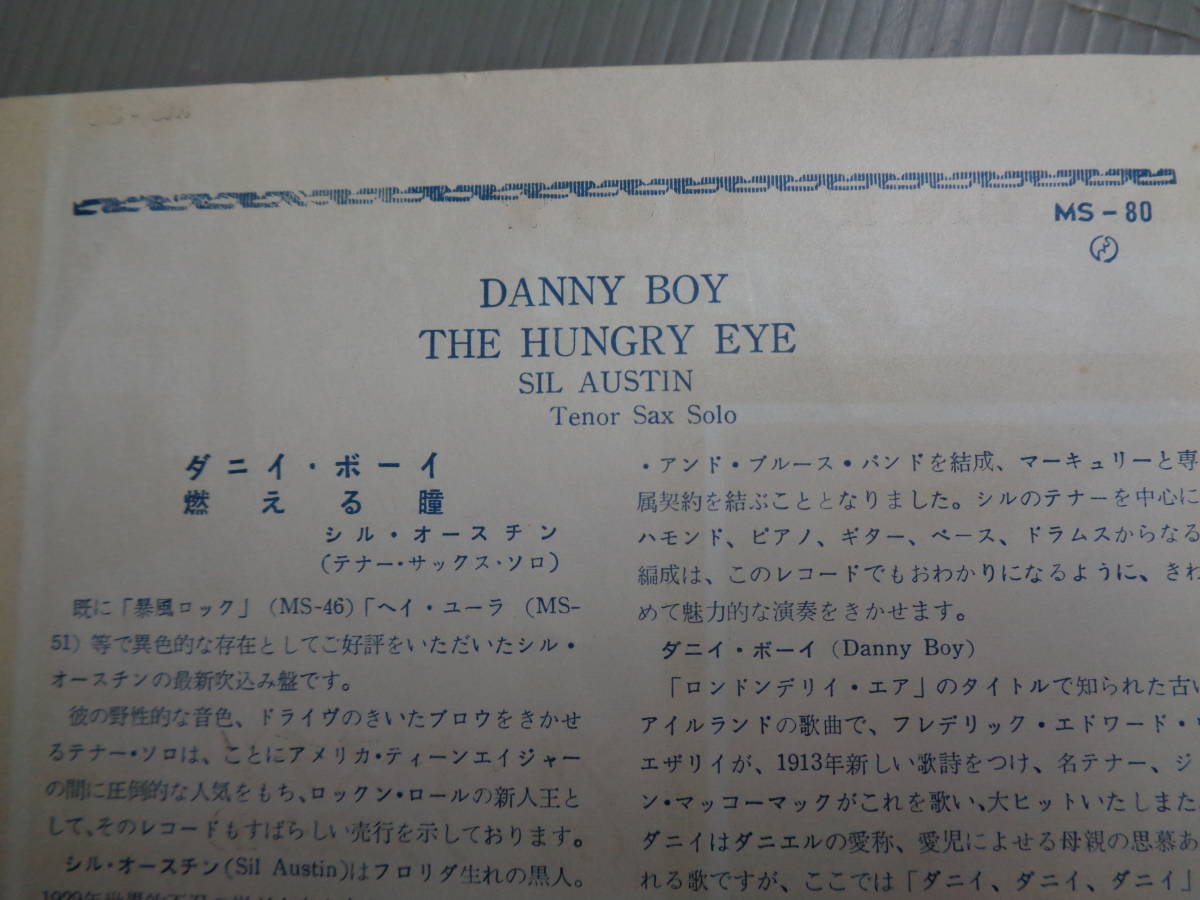 MS-80
DANNY BOY
THE HUNGRY EYE
SIL AUSTIN
Tenor Sax Solo
ダニイ・ボーイ
燃える瞳
シル・オースチン
(テナー・サックス・ソロ)
既に「暴風ロック」(MS-46)「ヘイ・ユーラ (MS-
51) 等で異色的な存在としてご好評をいただいたシル・
オースチンの最新吹込み盤です。
彼の野性的な音色、ドライヴのきいたブロウをきかせ
るテナー・ソロは、ことにアメリカ・ティーンエイジャー
の間に圧倒的な人気をもち、ロックン・ロールの新人王と
して、そのレコードもすばらしい売行を示しております。
シル・オースチン(Sil Austin)はフロリダ生れの黒人。
・アンド・ブルース・バンドを結成、マーキュリーと専
属契約を結ぶこととなりました。シルのテナーを中心に
ハモンド、ピアノ、ギター、ベース、ドラムスからなる
編成は、このレコードでもおわかりになるように、きわ
めて魅力的な演奏をきかせます。
ダニイ・ボーイ (Danny Boy)
「ロンドンデリイ・エア」のタイトルで知られた古い
アイルランドの歌曲で、フレデリック・エドワード・
エザリイが、1913年新しい歌詩をつけ、名テナー、ジ
ン・マッコーマックがこれを歌い、大ヒットいたしまた
ダニイはダニエルの愛称、愛児によせる母親の思慕あ
れる歌ですが、ここでは「ダニイ、ダニイ、ダニイ」